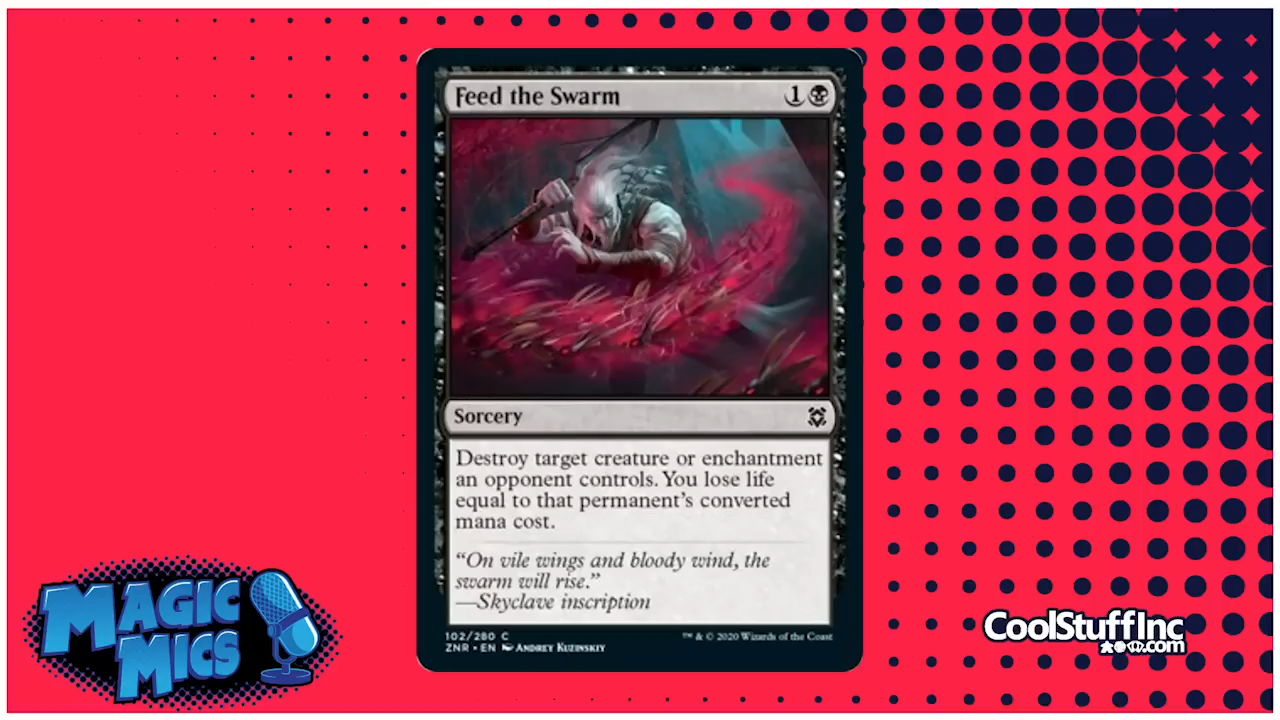 Feed the Swarm 1
Sorcery
Destroy target creature or enchantment
an opponent controls. You lose life
equal to that permanent's converted
mana cost.
“On vile wings and bloody wind, the
swarm will rise.”
—Skyclave inscription
102/280 C
ZNR • EN Andrey Kuzinskiy
™ & © 2020 Wizards of the Coast
MAGIC
MICS
CoolStuffInc
.com